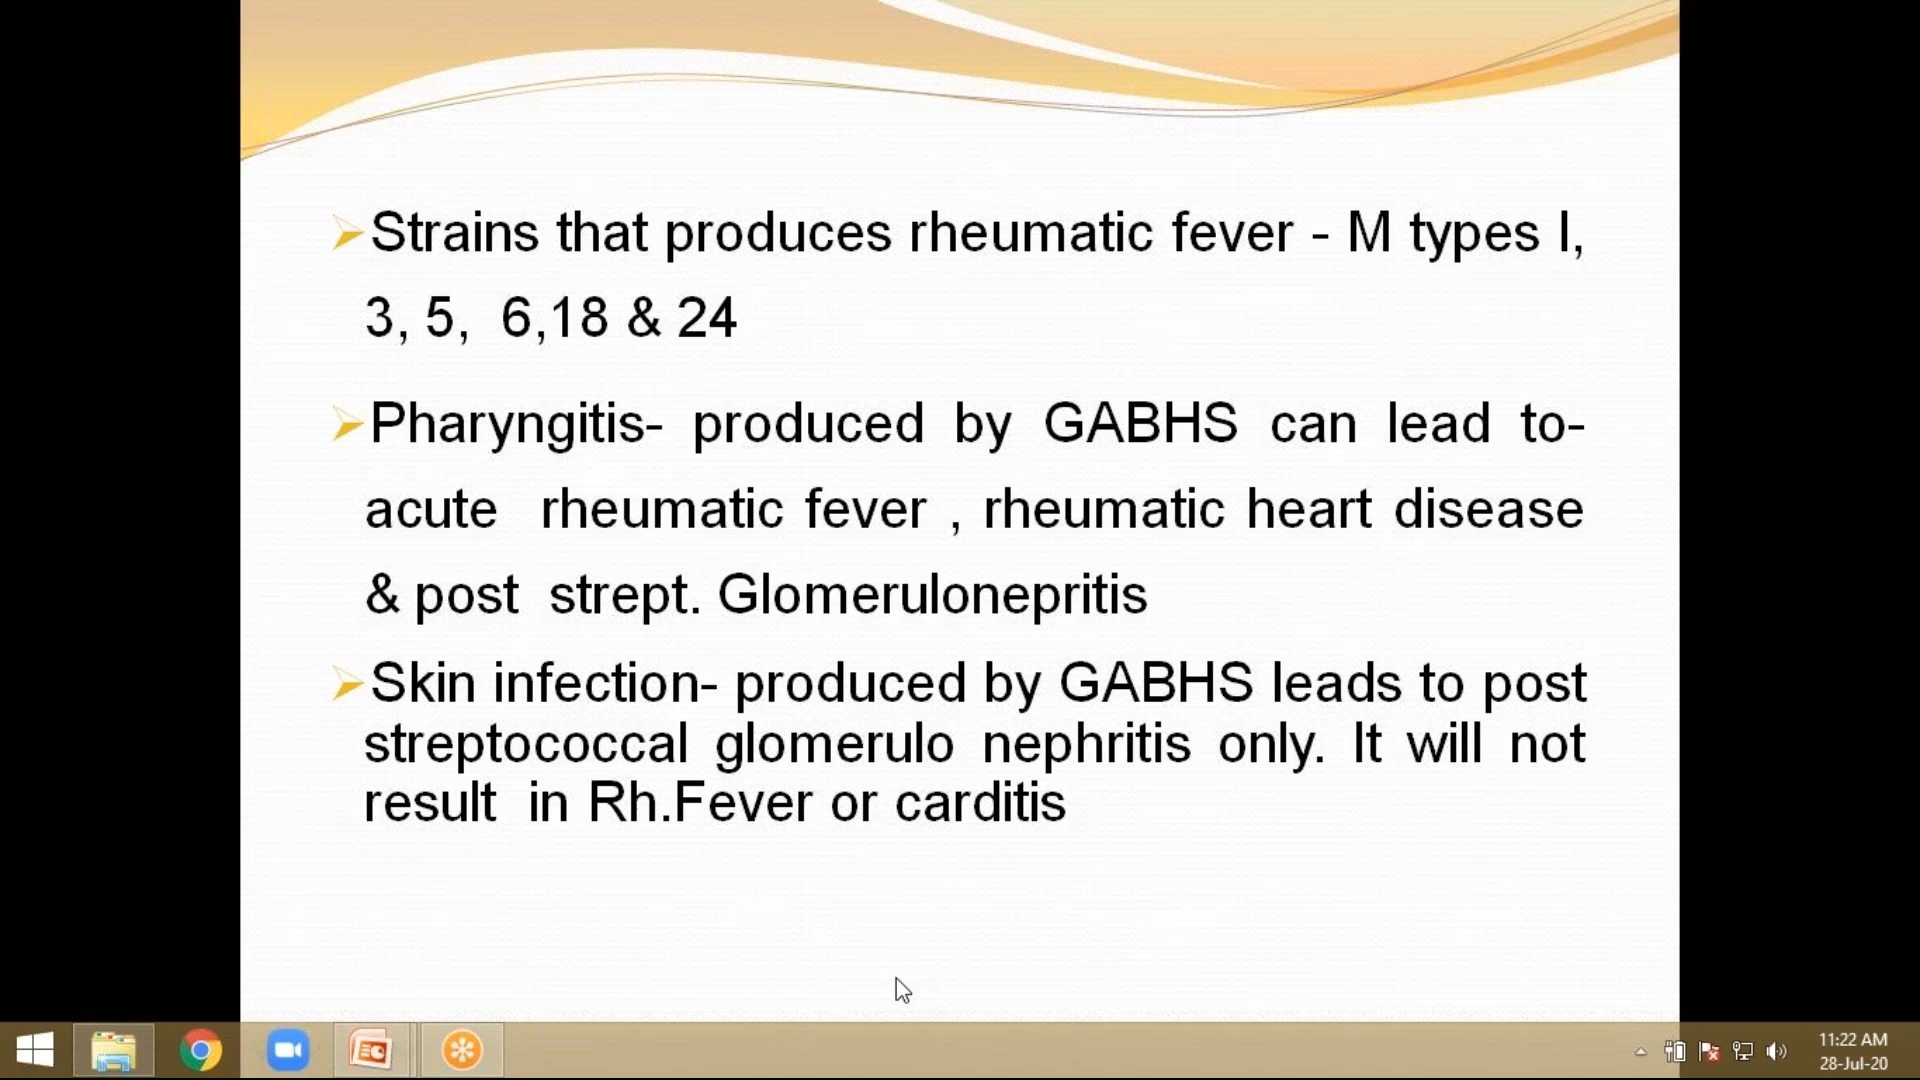 Strains that produces rheumatic fever - M types I,
3, 5, 6,18 & 24
Pharyngitis- produced by GABHS can lead to-
acute rheumatic fever , rheumatic heart disease
& post strept. Glomerulonepritis
Skin infection- produced by GABHS leads to post
streptococcal glomerulo nephritis only. It will not
result in Rh.Fever or carditis
11:22 AM
28-Jul-20